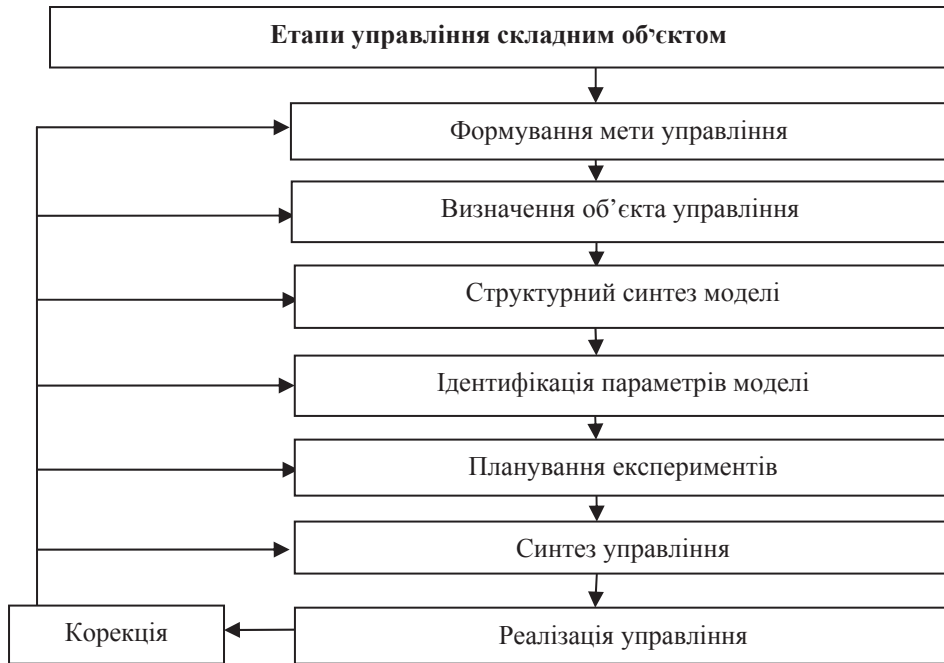 Етапи управління складним об’єктом
Формування мети управління
Визначення об’єкта управління
Структурний синтез моделі
Ідентифікація параметрів моделі
Планування експериментів
Синтез управління
Корекція
Реалізація управління